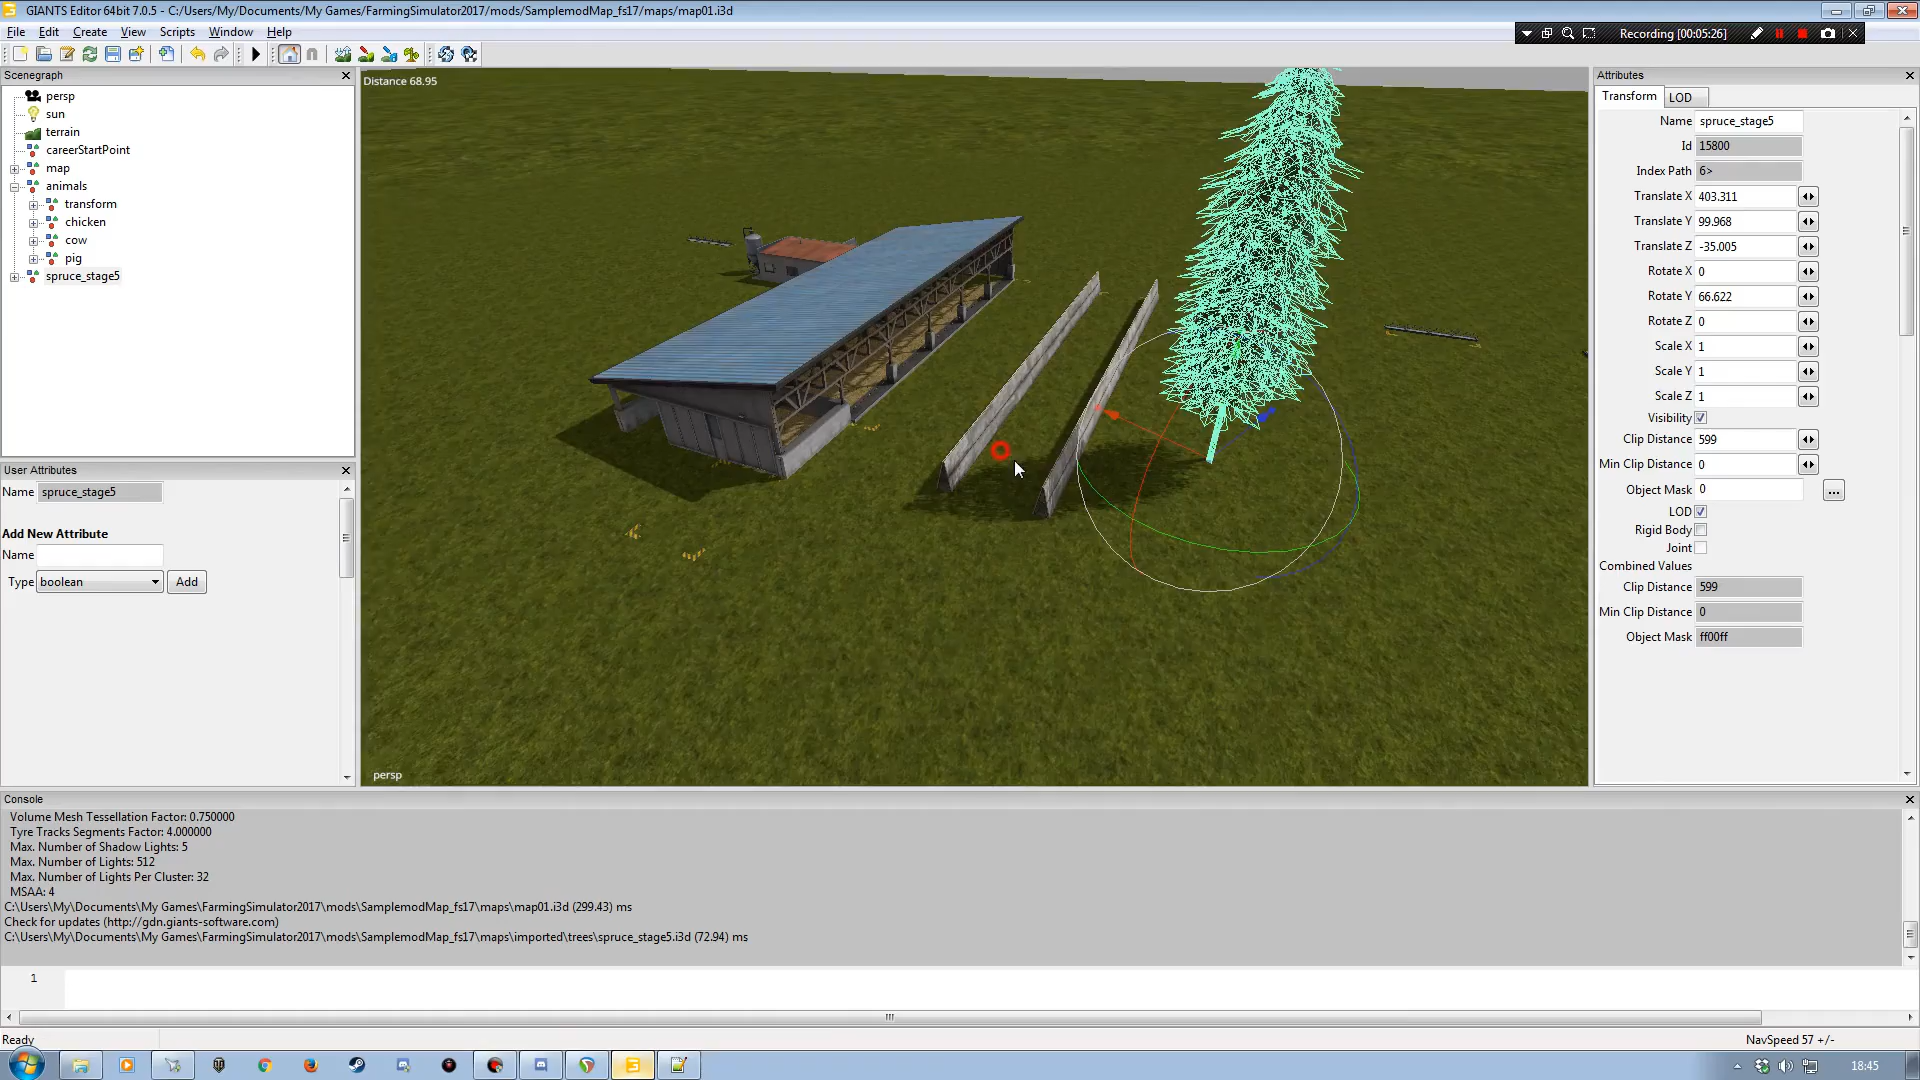 GIANTS Editor 64bit 7.0.5 - C:/Users/My/Documents/My Games/FarmingSimulator2017/mods/SamplemodMap_fs17/maps/map01.i3d
File Edit Create View Scripts Window Help
Recording [00:05:26]
Scenegraph
persp
sun
terrain
careerStartPoint
map
animals
transform
chicken
cow
pig
spruce_stage5
User Attributes
Name spruce_stage5
Add New Attribute
Name
Type boolean Add
Distance 68.95
persp
Attributes
Transform LOD
Name spruce_stage5
Id 15800
Index Path 6>
Translate X 403.311
Translate Y 99.968
Translate Z -35.005
Rotate X 0
Rotate Y 66.622
Rotate Z 0
Scale X 1
Scale Y 1
Scale Z 1
Visibility
Clip Distance 599
Min Clip Distance 0
Object Mask 0 ...
LOD
Rigid Body
Joint
Combined Values
Clip Distance 599
Min Clip Distance 0
Object Mask ff00ff
Console
Volume Mesh Tessellation Factor: 0.750000
Tyre Tracks Segments Factor: 4.000000
Max. Number of Shadow Lights: 5
Max. Number of Lights: 512
Max. Number of Lights Per Cluster: 32
MSAA: 4
C:\Users\My\Documents\My Games\FarmingSimulator2017\mods\SamplemodMap_fs17\maps\map01.i3d (299.43) ms
Check for updates (http://gdn.giants-software.com)
C:\Users\My\Documents\My Games\FarmingSimulator2017\mods\SamplemodMap_fs17\maps\imported\trees\spruce_stage5.i3d (72.94) ms
1
Ready
NavSpeed 57 +/-
18:45